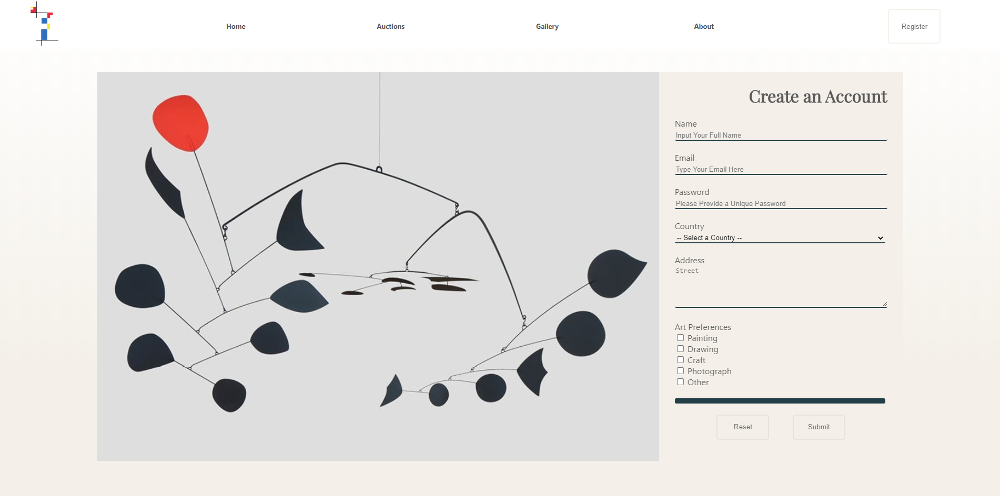 Home
Auctions
Gallery
About
Register
Create an Account
Name
Input Your Full Name
Email
Type Your Email Here
Password
Please Provide a Unique Password
Country
-- Select a Country --
Address
Street
Art Preferences
Painting
Drawing
Craft
Photograph
Other
Reset
Submit